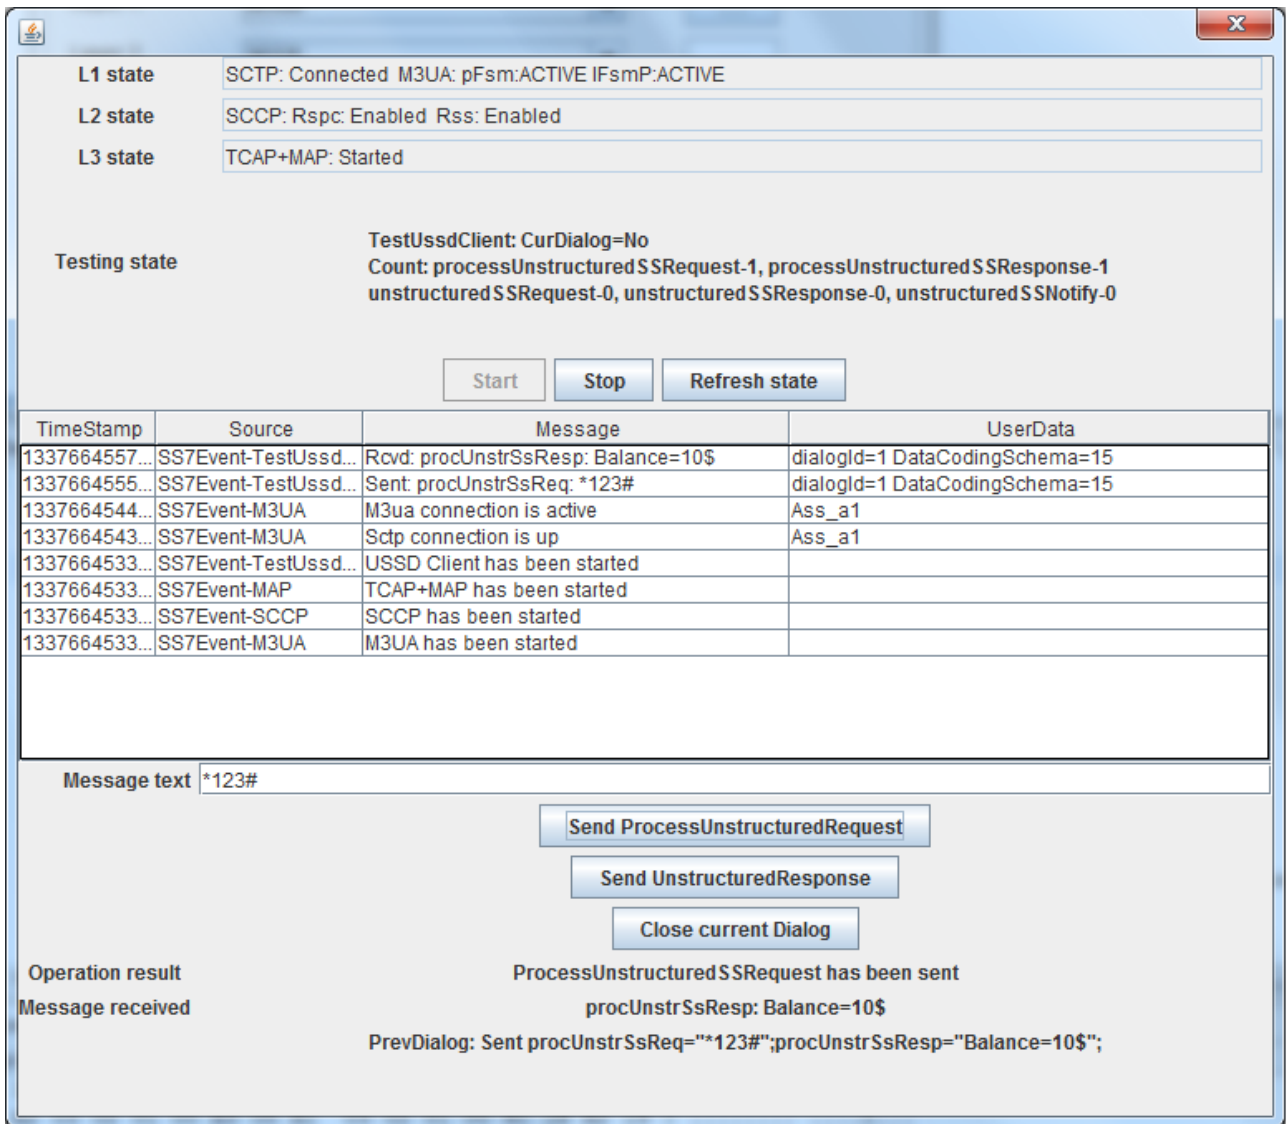 L1 state SCTP: Connected M3UA: pFsm:ACTIVE lFsmP:ACTIVE
L2 state SCCP: Rspc: Enabled Rss: Enabled
L3 state TCAP+MAP: Started
TestUssdClient: CurDialog=No
Testing state Count: processUnstructuredSSRequest-1, processUnstructuredSSResponse-1
unstructuredSSRequest-0, unstructuredSSResponse-0, unstructuredSSNotify-0
Start Stop Refresh state
TimeStamp Source Message UserData
1337664557... SS7Event-TestUssd... Rcvd: procUnstrSsResp: Balance=10$ dialogId=1 DataCodingSchema=15
1337664555... SS7Event-TestUssd... Sent: procUnstrSsReq: *123# dialogId=1 DataCodingSchema=15
1337664544... SS7Event-M3UA M3ua connection is active Ass_a1
1337664543... SS7Event-M3UA Sctp connection is up Ass_a1
1337664533... SS7Event-TestUssd... USSD Client has been started
1337664533... SS7Event-MAP TCAP+MAP has been started
1337664533... SS7Event-SCCP SCCP has been started
1337664533... SS7Event-M3UA M3UA has been started
Message text *123#
Send ProcessUnstructuredRequest
Send UnstructuredResponse
Close current Dialog
Operation result ProcessUnstructuredSSRequest has been sent
Message received procUnstrSsResp: Balance=10$
PrevDialog: Sent procUnstrSsReq="*123#";procUnstrSsResp="Balance=10$";